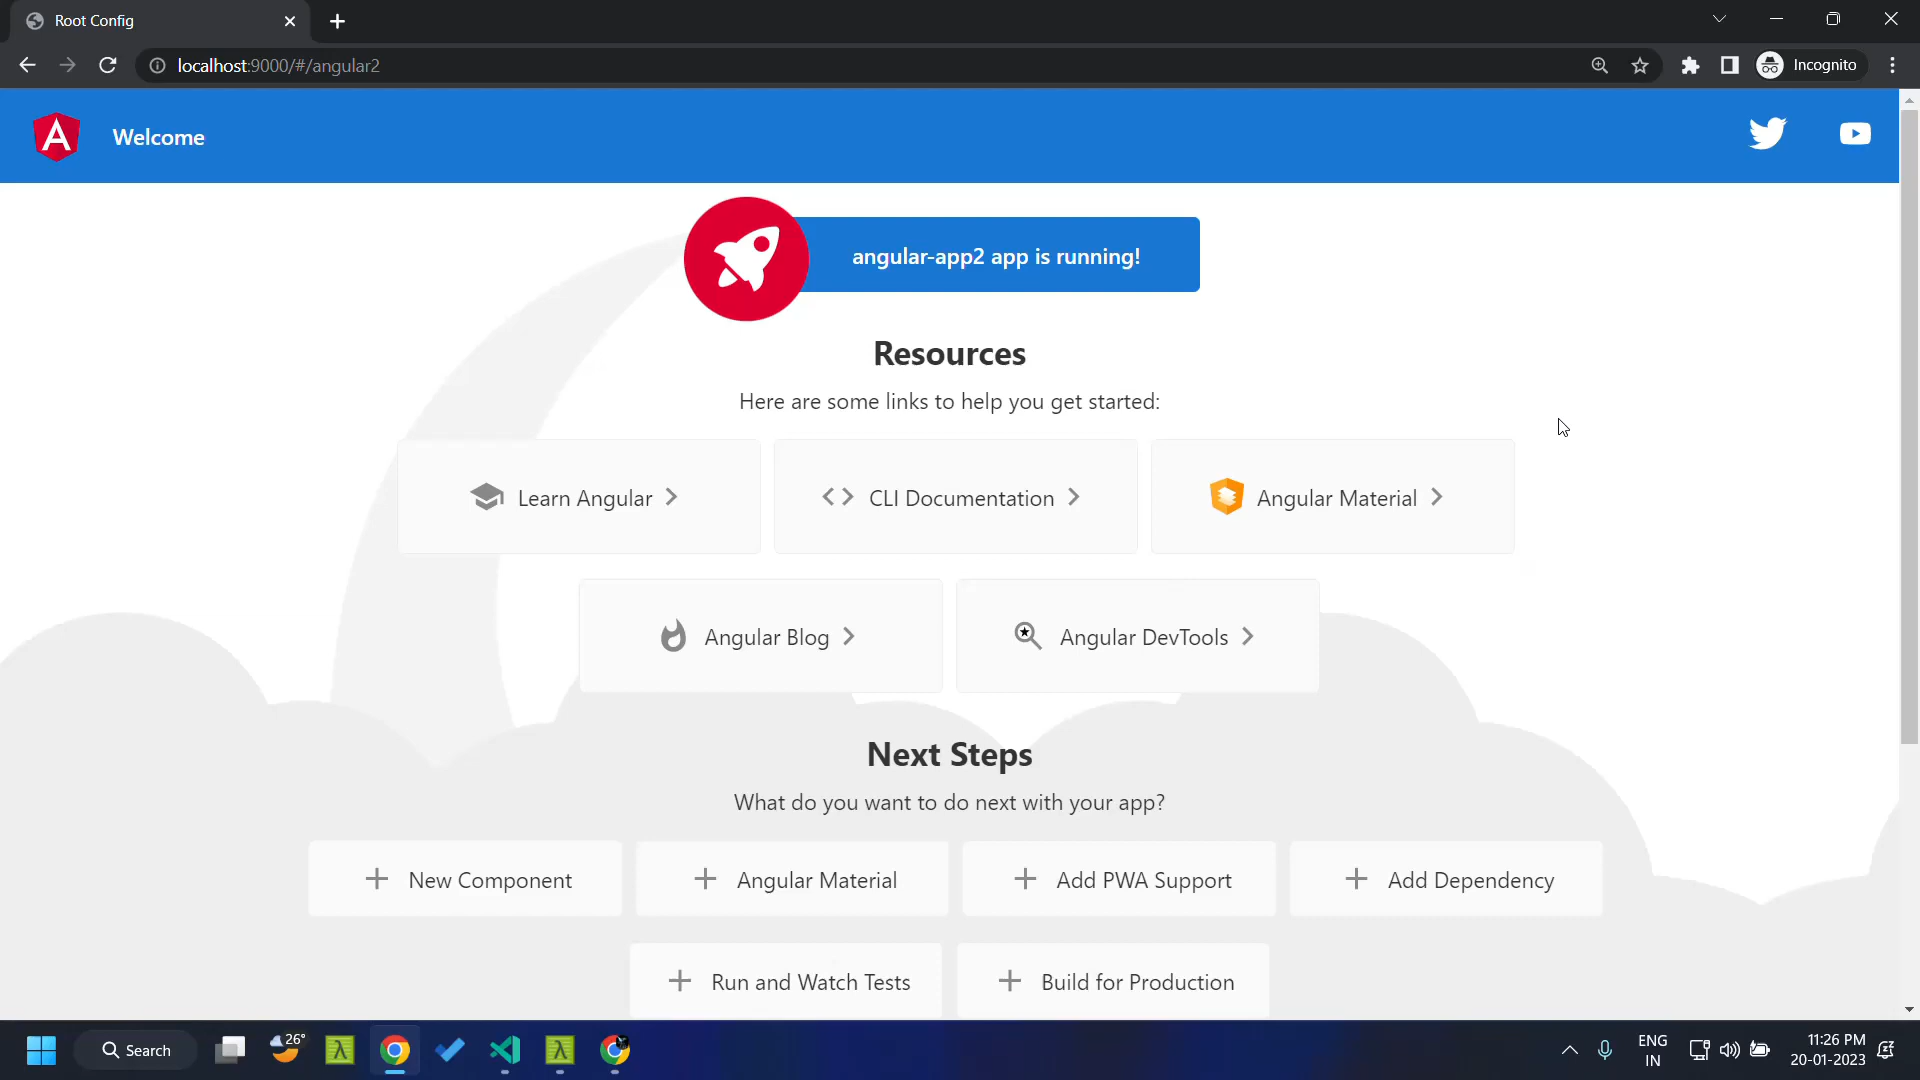 Root Config
localhost:9000/#/angular2
Incognito
Welcome
angular-app2 app is running!
Resources
Here are some links to help you get started:
Learn Angular
CLI Documentation
Angular Material
Angular Blog
Angular DevTools
Next Steps
What do you want to do next with your app?
New Component
Angular Material
Add PWA Support
Add Dependency
Run and Watch Tests
Build for Production
Search
26°
ENG
IN
11:26 PM
20-01-2023